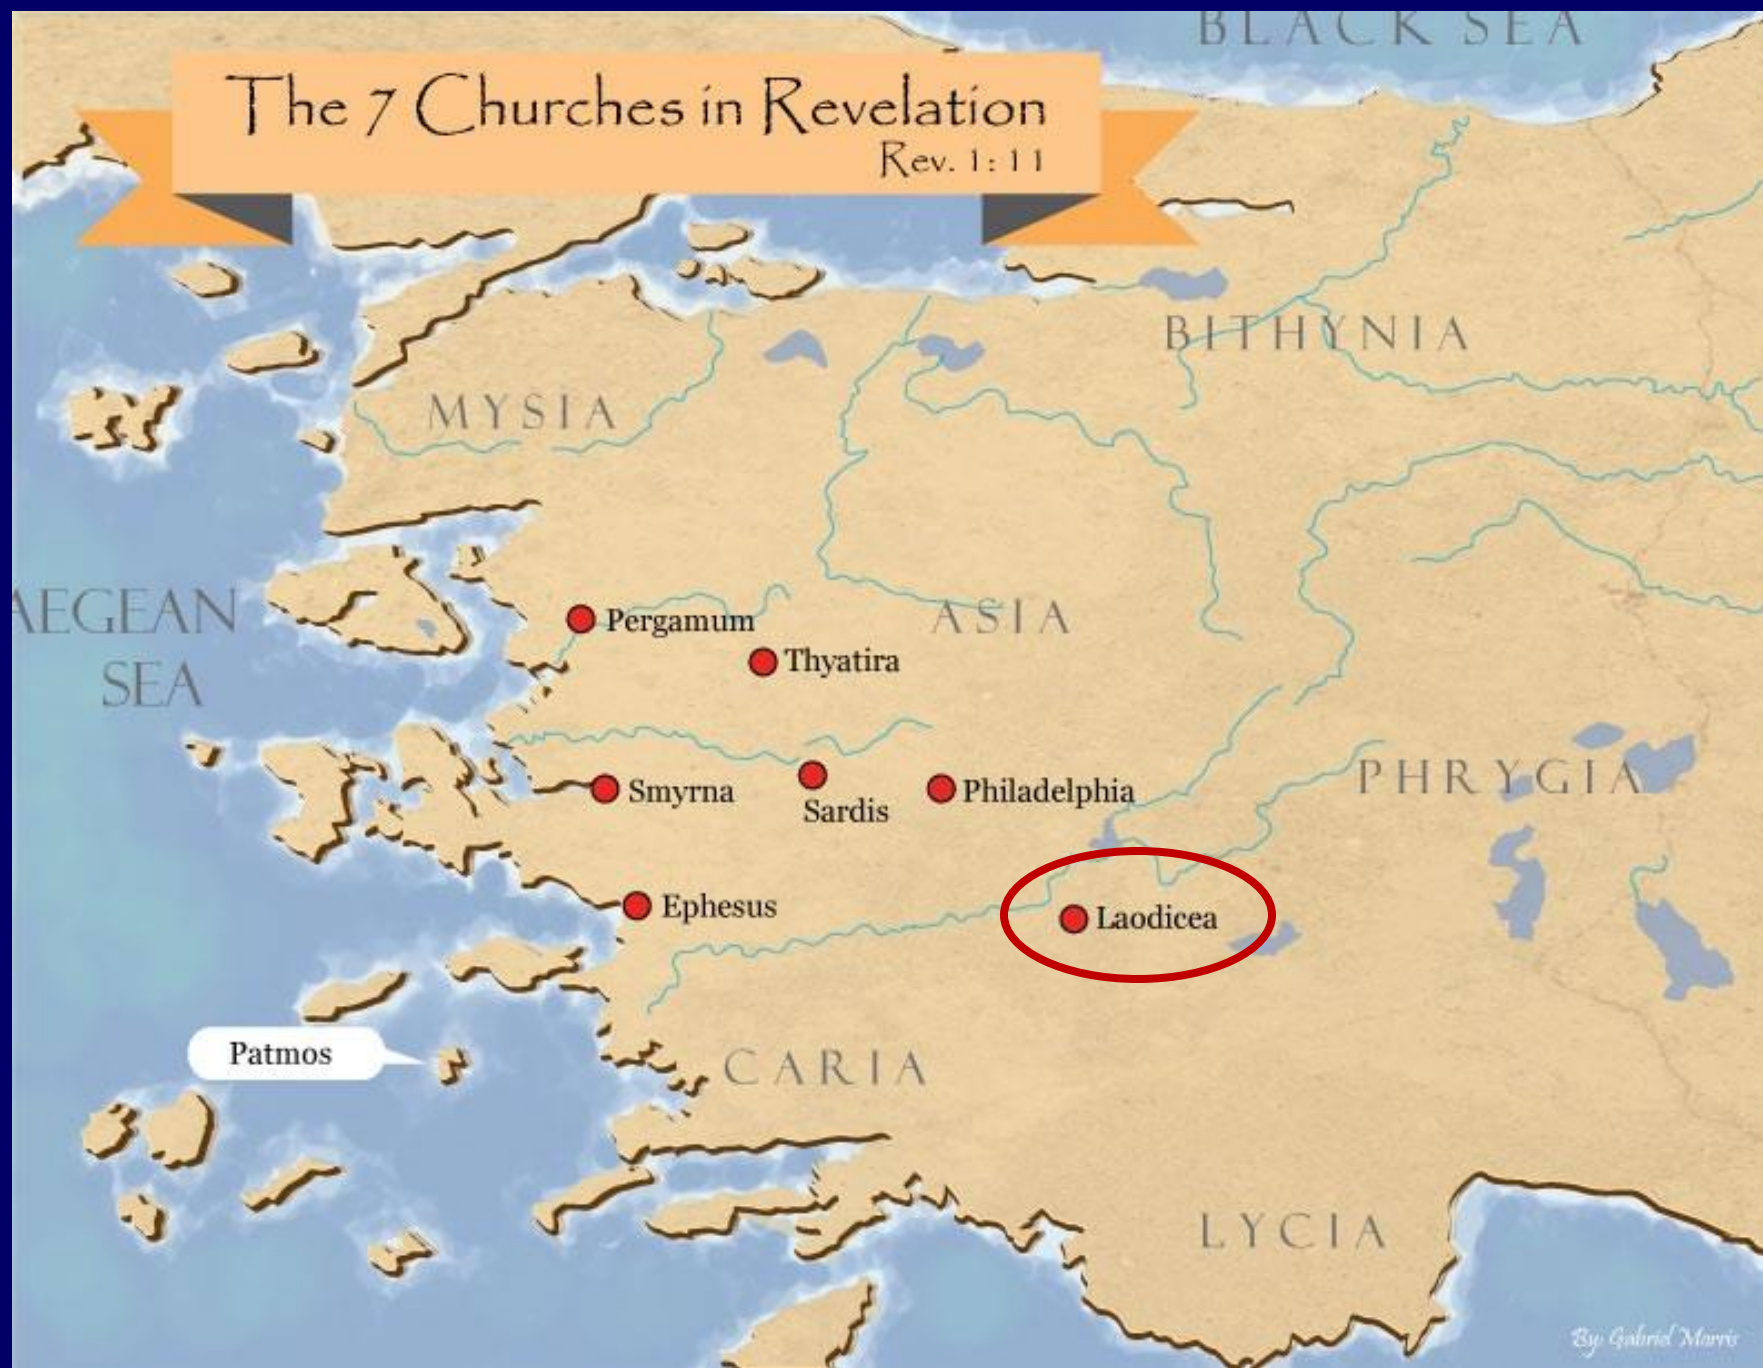 BLACK SEA
The 7 Churches in Revelation
Rev. 1:11
BITHYNIA
MYSIA
AEGEAN
SEA
Pergamum
ASIA
Thyatira
PHRYGIA
Smyrna
Sardis
Philadelphia
Ephesus
Laodicea
Patmos
CARIA
LYCIA
By: Gabriel Morris